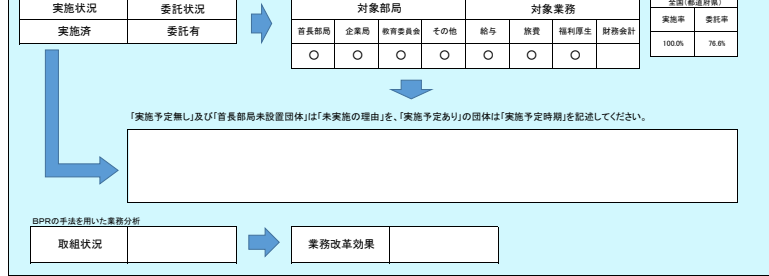 実施状況 委託状況 対象部局 対象業務 全国(都道府県)
実施済 委託有 首長部局 企業局 教育委員会 その他 給与 旅費 福利厚生 財務会計 実施率 委託率
○ ○ ○ ○ ○ ○ ○ 100.0% 76.6%
「実施予定無し」及び「首長部局未設置団体」は「未実施の理由」を、「実施予定あり」の団体は「実施予定時期」を記述してください。
BPRの手法を用いた業務分析
取組状況 業務改革効果